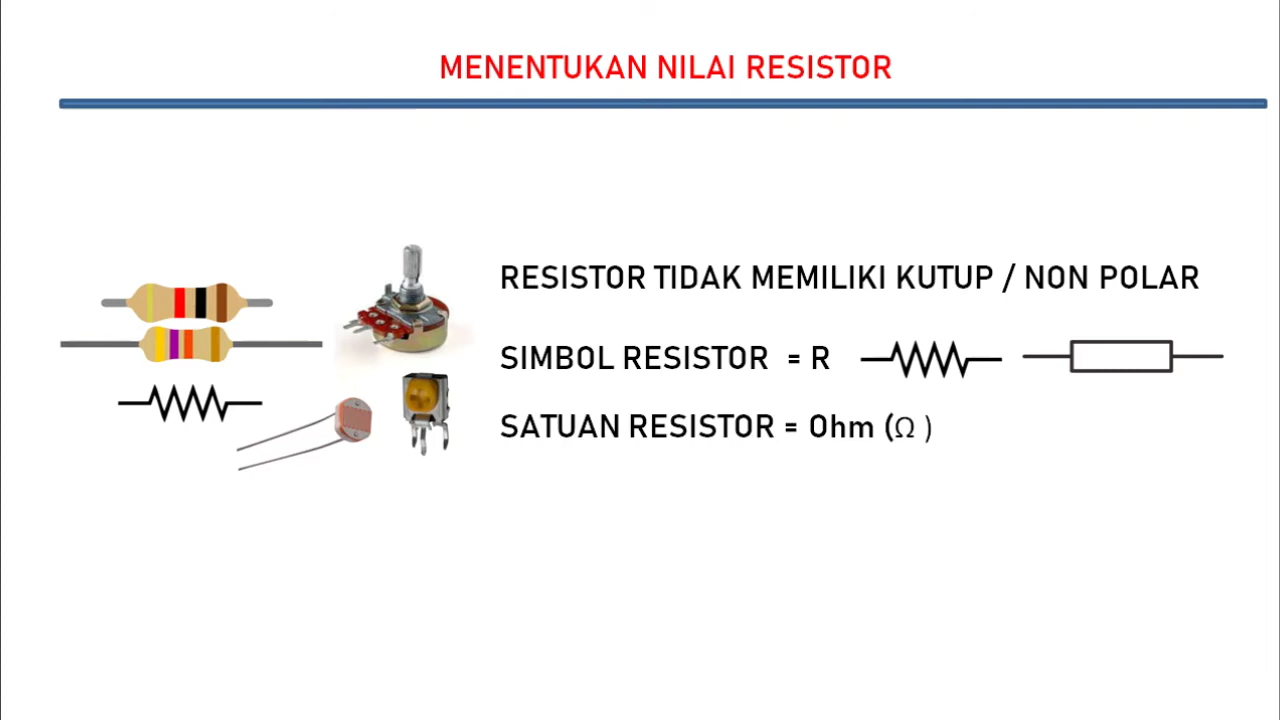 MENENTUKAN NILAI RESISTOR
RESISTOR TIDAK MEMILIKI KUTUP / NON POLAR
SIMBOL RESISTOR = R
SATUAN RESISTOR = Ohm (Ω )